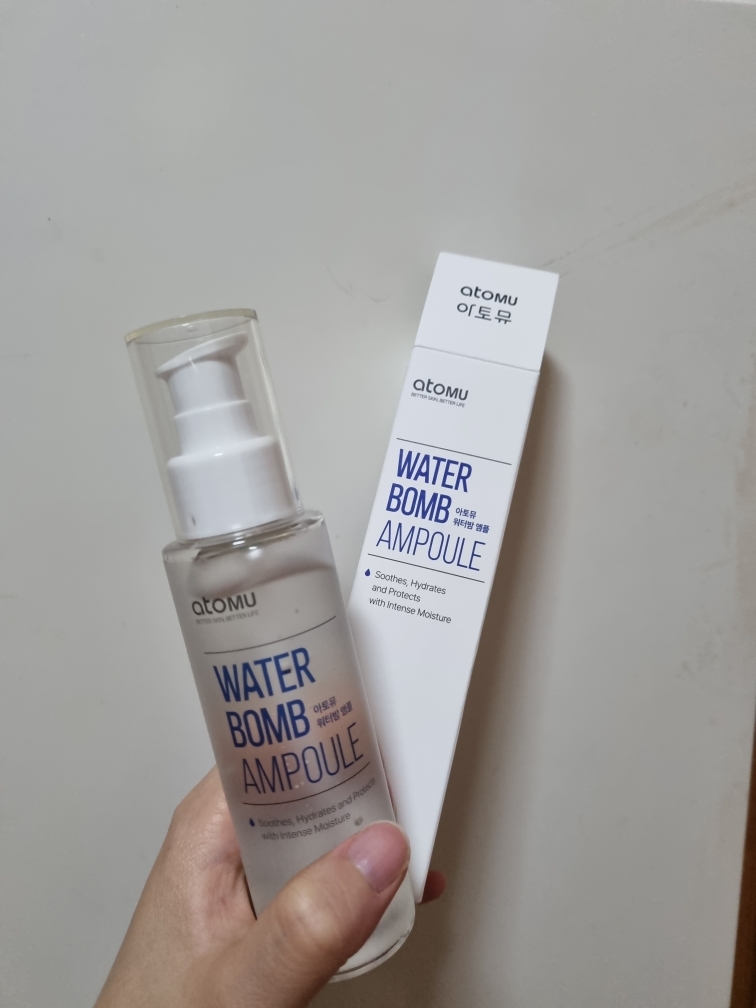 atoMU
아토뮤
atoMU
BETTER SKIN, BETTER LIFE
WATER
BOMB 아토뮤
워터밤 앰플
AMPOULE
Soothes, Hydrates
and Protects
with Intense Moisture
atoMU
BETTER SKIN, BETTER LIFE
WATER
BOMB 아토뮤
워터밤 앰플
AMPOULE
Soothes, Hydrates and Protects
with Intense Moisture